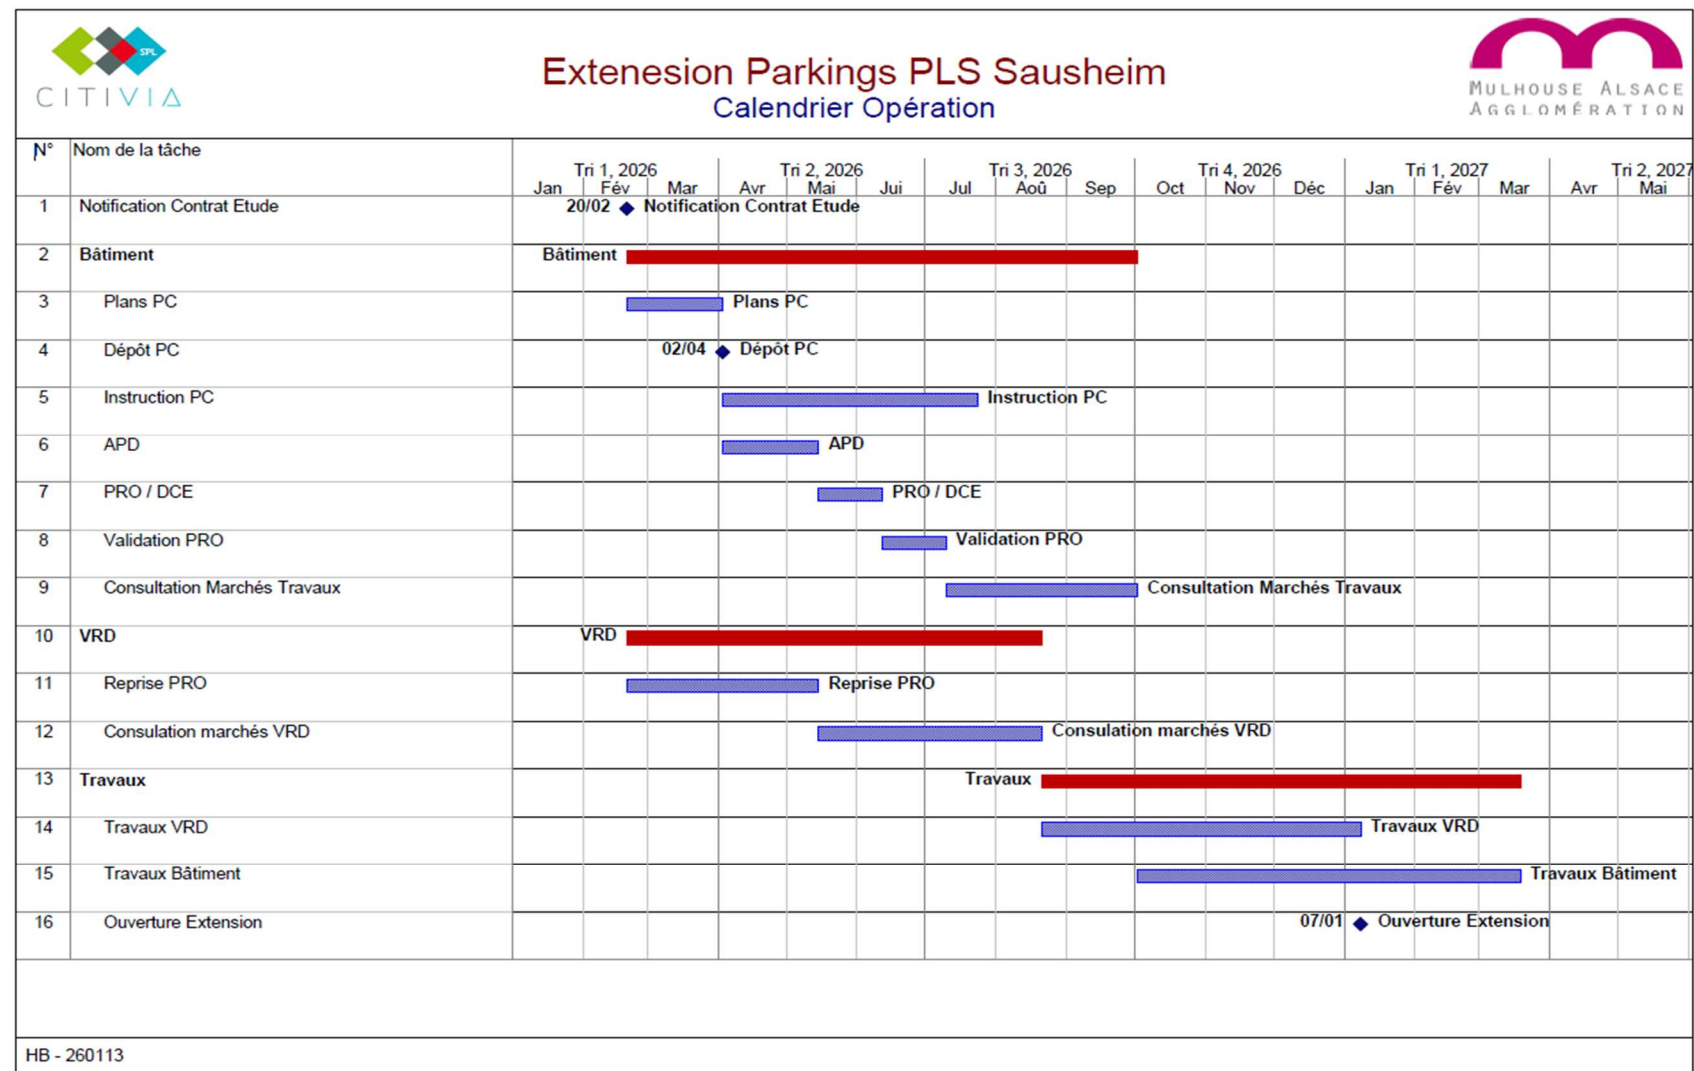 SPL
CITIVIA
Extenesion Parkings PLS Sausheim
Calendrier Opération
MULHOUSE ALSACE
AGGLOMÉRATION
N° Nom de la tâche
Tri 1, 2026 Tri 2, 2026 Tri 3, 2026 Tri 4, 2026 Tri 1, 2027 Tri 2, 2027
Jan Fév Mar Avr Mai Jui Jul Aoû Sep Oct Nov Déc Jan Fév Mar Avr Mai
1 Notification Contrat Etude 20/02 Notification Contrat Etude
2 Bâtiment Bâtiment
3 Plans PC Plans PC
4 Dépôt PC 02/04 Dépôt PC
5 Instruction PC Instruction PC
6 APD APD
7 PRO / DCE PRO / DCE
8 Validation PRO Validation PRO
9 Consultation Marchés Travaux Consultation Marchés Travaux
10 VRD VRD
11 Reprise PRO Reprise PRO
12 Consulation marchés VRD Consulation marchés VRD
13 Travaux Travaux
14 Travaux VRD Travaux VRD
15 Travaux Bâtiment Travaux Bâtiment
16 Ouverture Extension 07/01 Ouverture Extension
HB - 260113